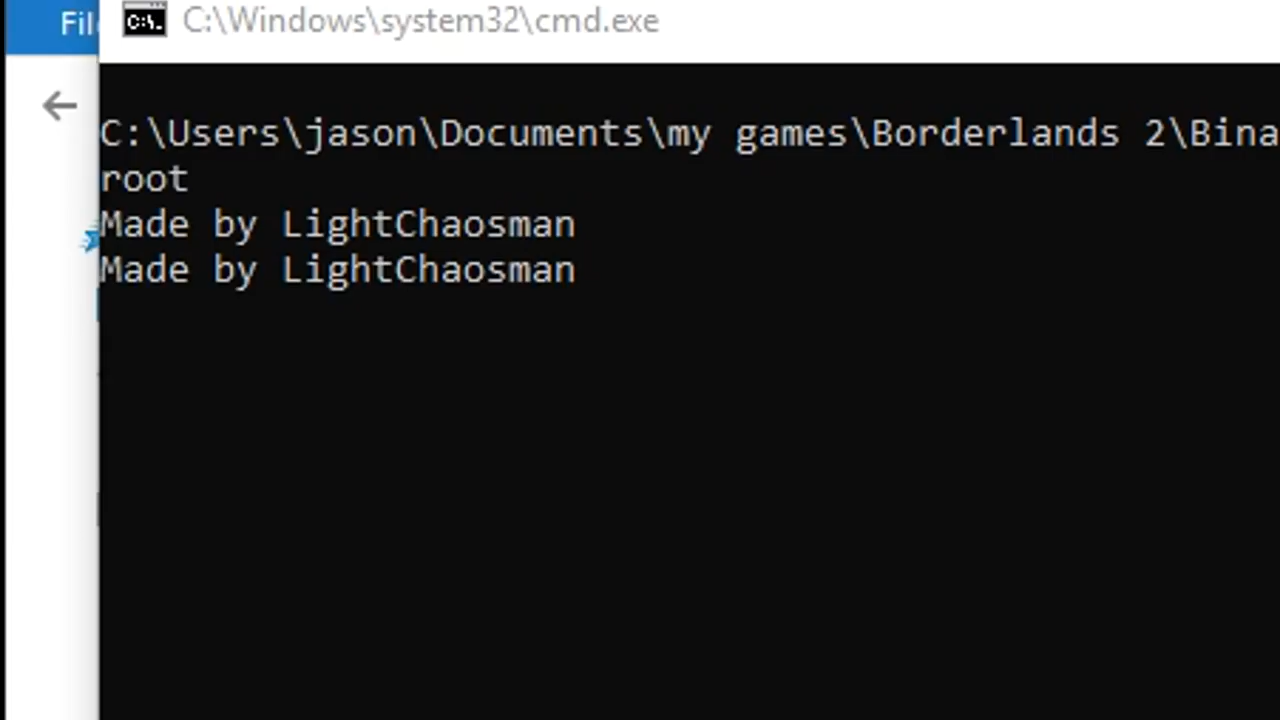 File
C:\Windows\system32\cmd.exe
C:\Users\jason\Documents\my games\Borderlands 2\Bina
root
Made by LightChaosman
Made by LightChaosman